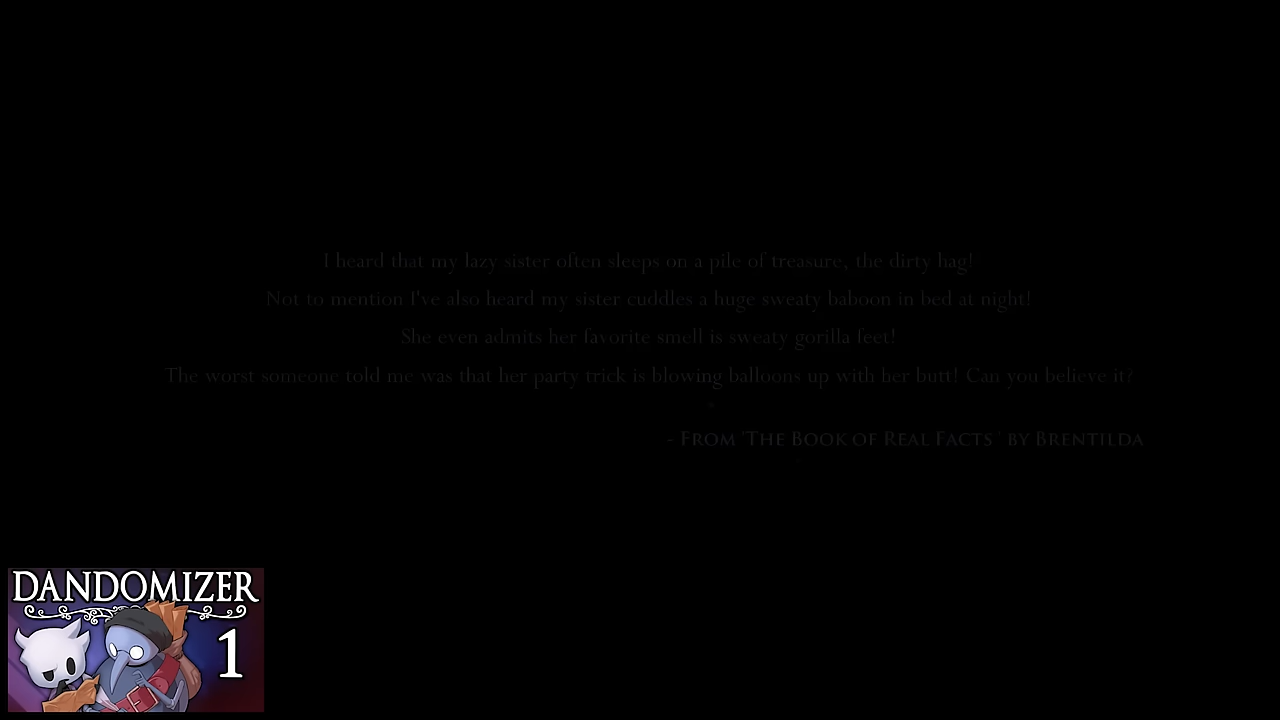 I heard that my lazy sister often sleeps on a pile of treasure, the dirty hag!
Not to mention I've also heard my sister cuddles a huge sweaty baboon in bed at night!
She even admits her favorite smell is sweaty gorilla feet!
The worst someone told me was that her party trick is blowing balloons up with her butt! Can you believe it?
- From 'The Book of Real Facts' by Brentilda
DANDOMIZER
1